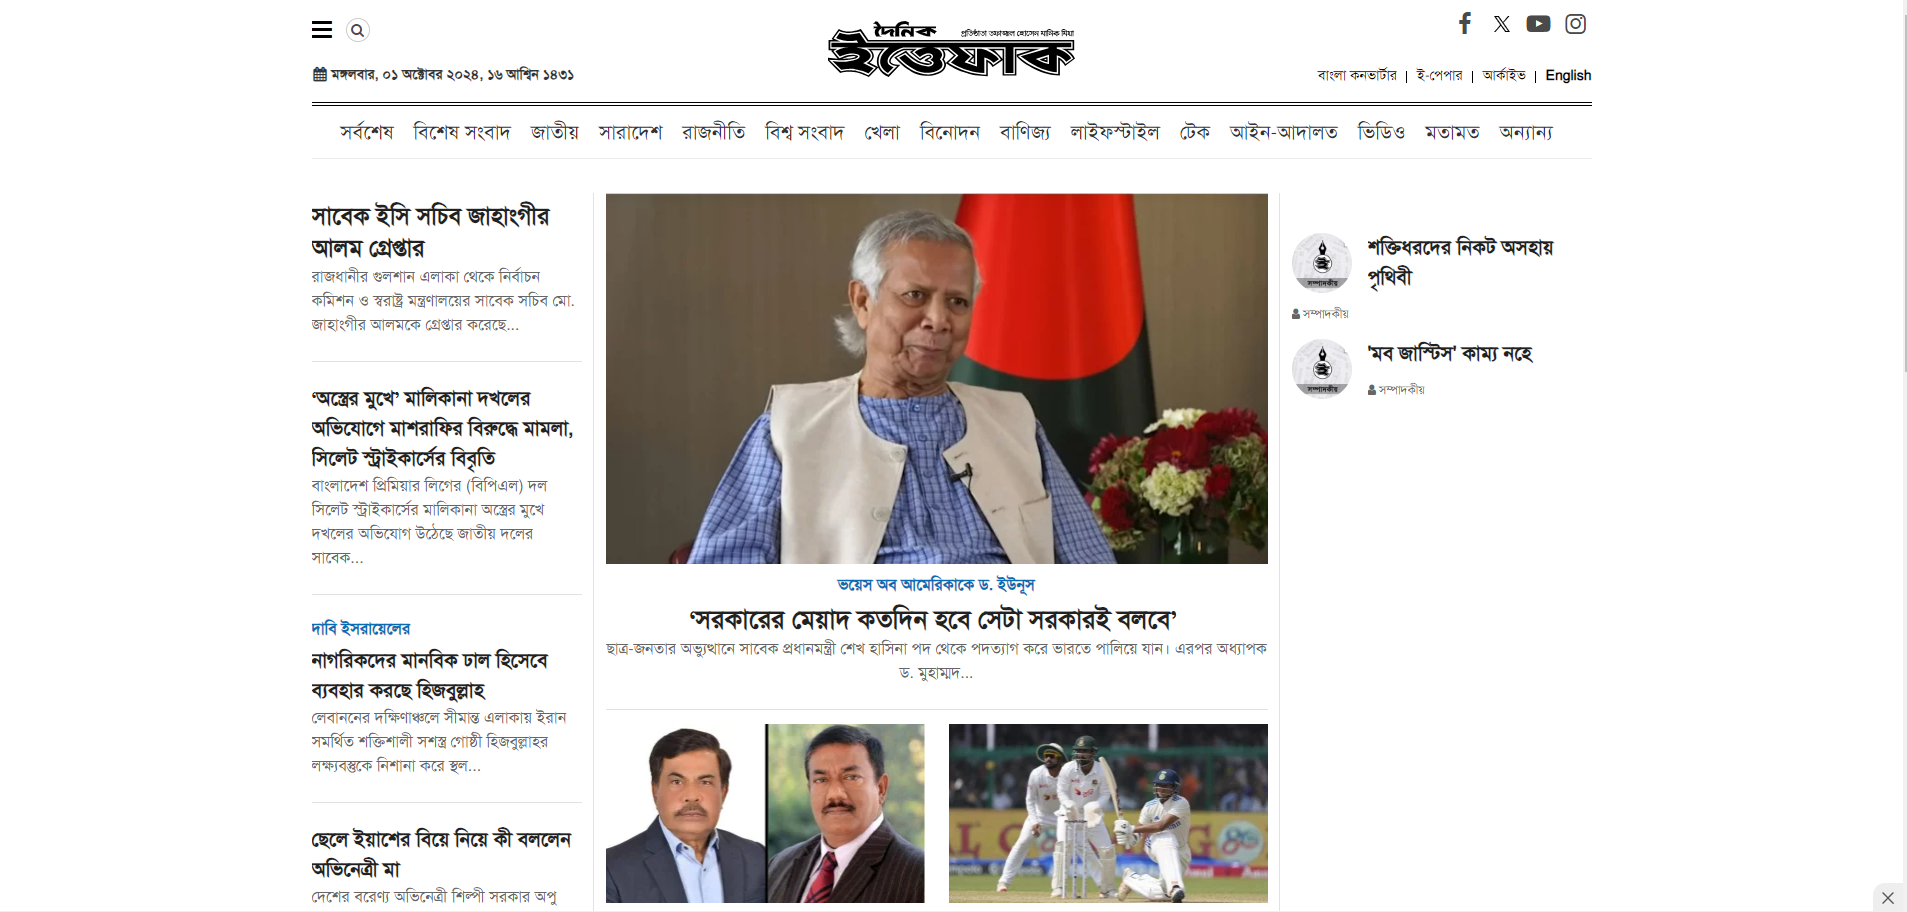 দৈনিক
প্রতিষ্ঠাতা তফাজ্জল হোসেন মানিক মিয়া
ইত্তেফাক
মঙ্গলবার, ০১ অক্টোবর ২০২৪, ১৬ আশ্বিন ১৪৩১
বাংলা কনভার্টার | ই-পেপার | আর্কাইভ | English
সর্বশেষ বিশেষ সংবাদ জাতীয় সারাদেশ রাজনীতি বিশ্ব সংবাদ খেলা বিনোদন বাণিজ্য লাইফস্টাইল টেক আইন-আদালত ভিডিও মতামত অন্যান্য
সাবেক ইসি সচিব জাহাংগীর
আলম গ্রেপ্তার
রাজধানীর গুলশান এলাকা থেকে নির্বাচন
কমিশন ও স্বরাষ্ট্র মন্ত্রণালয়ের সাবেক সচিব মো.
জাহাংগীর আলমকে গ্রেপ্তার করেছে...
‘অস্ত্রের মুখে’ মালিকানা দখলের
অভিযোগে মাশরাফির বিরুদ্ধে মামলা,
সিলেট স্ট্রাইকার্সের বিবৃতি
বাংলাদেশ প্রিমিয়ার লিগের (বিপিএল) দল
সিলেট স্ট্রাইকার্সের মালিকানা অস্ত্রের মুখে
দখলের অভিযোগ উঠেছে জাতীয় দলের
সাবেক...
দাবি ইসরায়েলের
নাগরিকদের মানবিক ঢাল হিসেবে
ব্যবহার করছে হিজবুল্লাহ
লেবাননের দক্ষিণাঞ্চলে সীমান্ত এলাকায় ইরান
সমর্থিত শক্তিশালী সশস্ত্র গোষ্ঠী হিজবুল্লাহর
লক্ষ্যবস্তুকে নিশানা করে স্থল...
ছেলে ইয়াশের বিয়ে নিয়ে কী বললেন
অভিনেত্রী মা
দেশের বরেণ্য অভিনেত্রী শিল্পী সরকার অপু
ভয়েস অব আমেরিকাকে ড. ইউনূস
‘সরকারের মেয়াদ কতদিন হবে সেটা সরকারই বলবে’
ছাত্র-জনতার অভ্যুত্থানে সাবেক প্রধানমন্ত্রী শেখ হাসিনা পদ থেকে পদত্যাগ করে ভারতে পালিয়ে যান। এরপর অধ্যাপক
ড. মুহাম্মদ...
শক্তিধরদের নিকট অসহায়
পৃথিবী
সম্পাদকীয়
সম্পাদকীয়
'মব জাস্টিস' কাম্য নহে
সম্পাদকীয়
সম্পাদকীয়